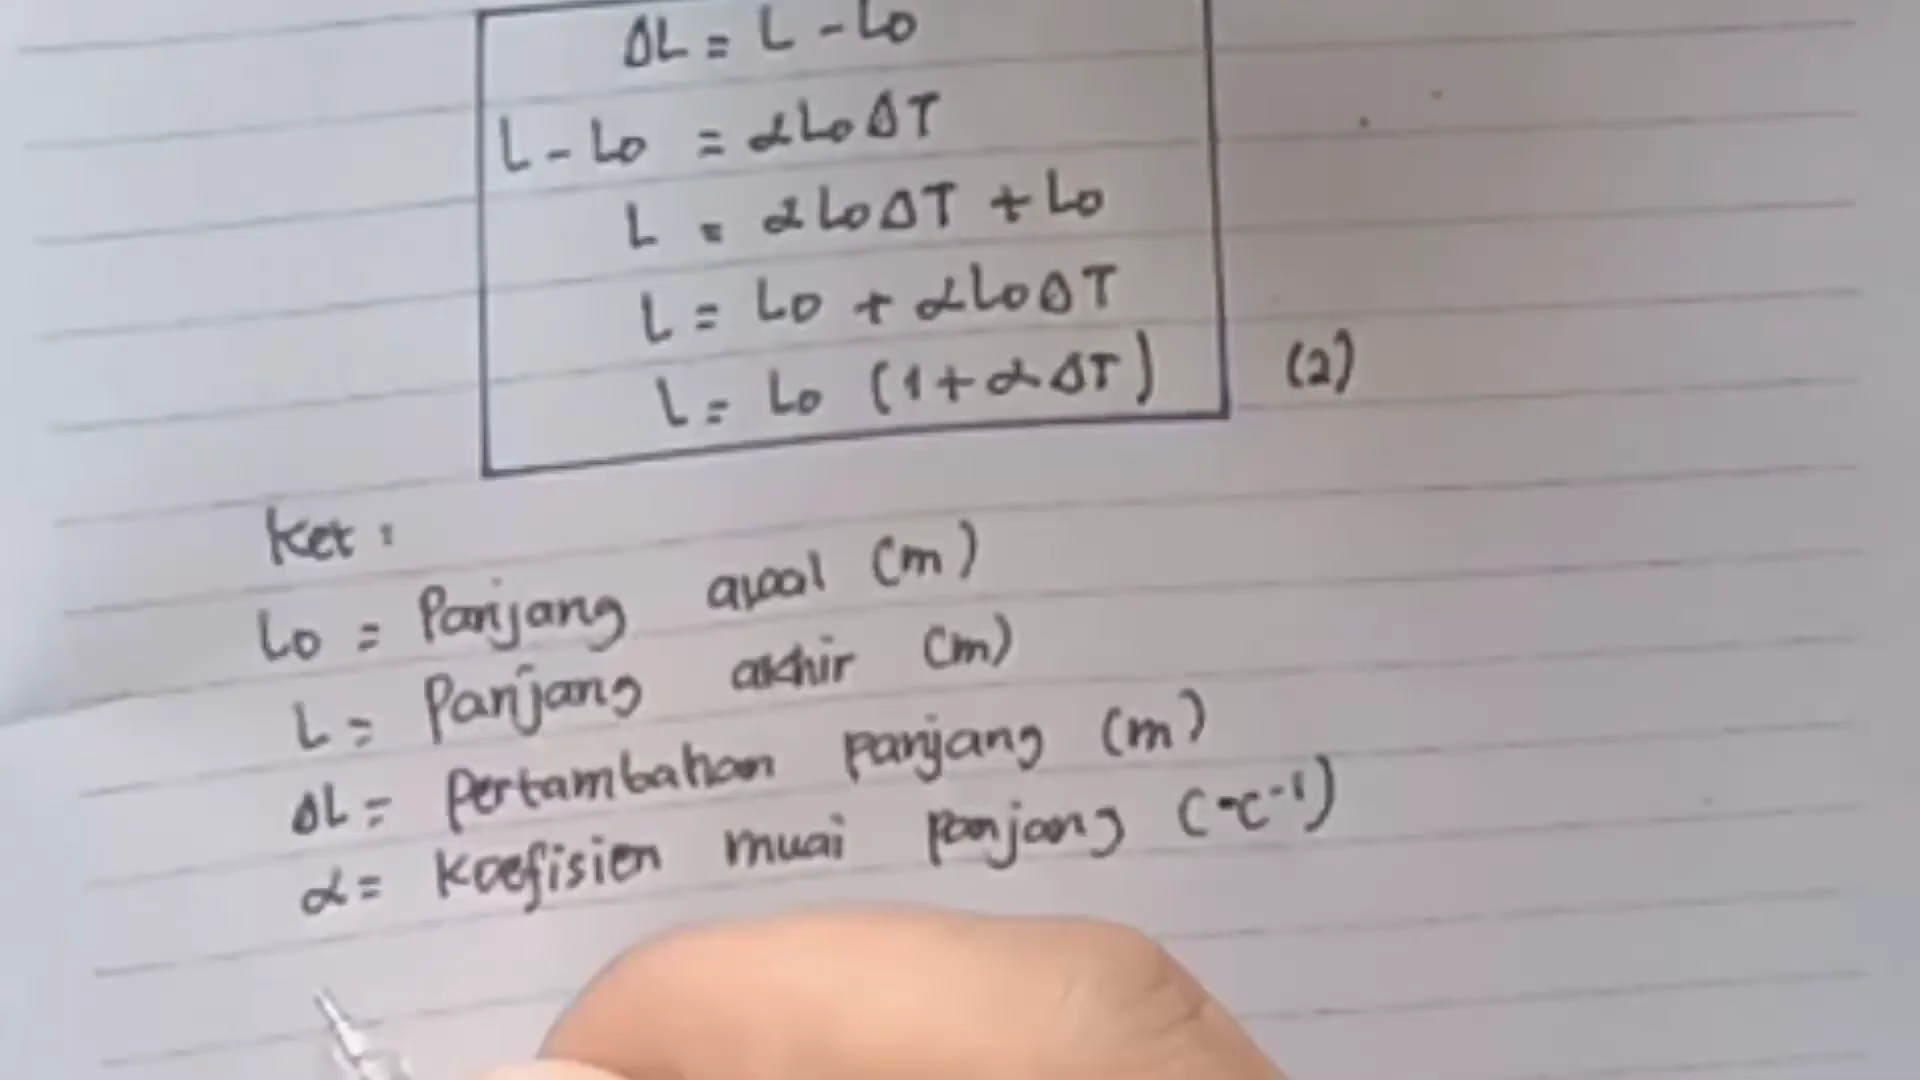 ΔL = L - Lo
L - Lo = αLoΔT
L = αLoΔT + Lo
L = Lo + αLoΔT
L = Lo (1+αΔT) (2)
Ket :
Lo = Panjang awal (m)
L = Panjang akhir (m)
ΔL = Pertambahan panjang (m)
α = Koefisien muai panjang (°C⁻¹)